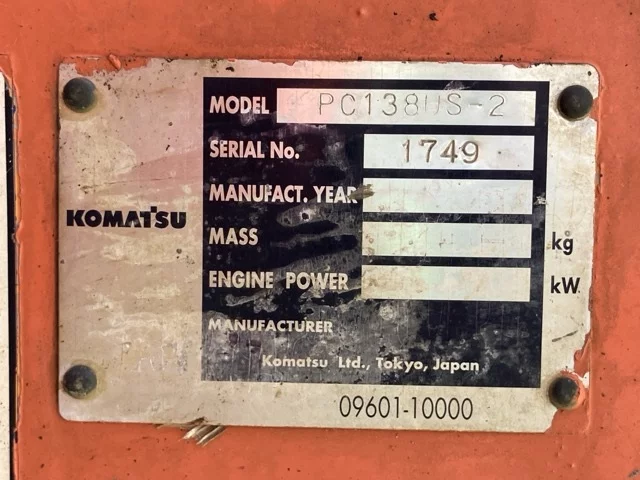 MODEL PC138US-2
SERIAL No. 1749
MANUFACT. YEAR
KOMATSU
MASS kg
ENGINE POWER kW
MANUFACTURER
Komatsu Ltd., Tokyo, Japan
09601-10000